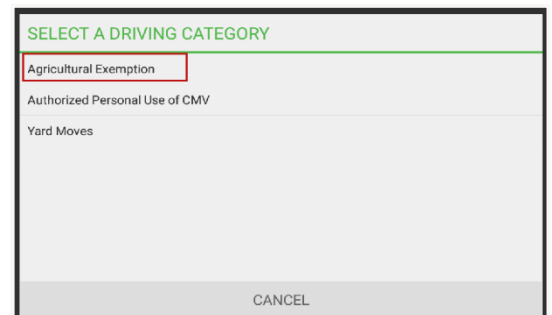 SELECT A DRIVING CATEGORY
Agricultural Exemption
Authorized Personal Use of CMV
Yard Moves
CANCEL